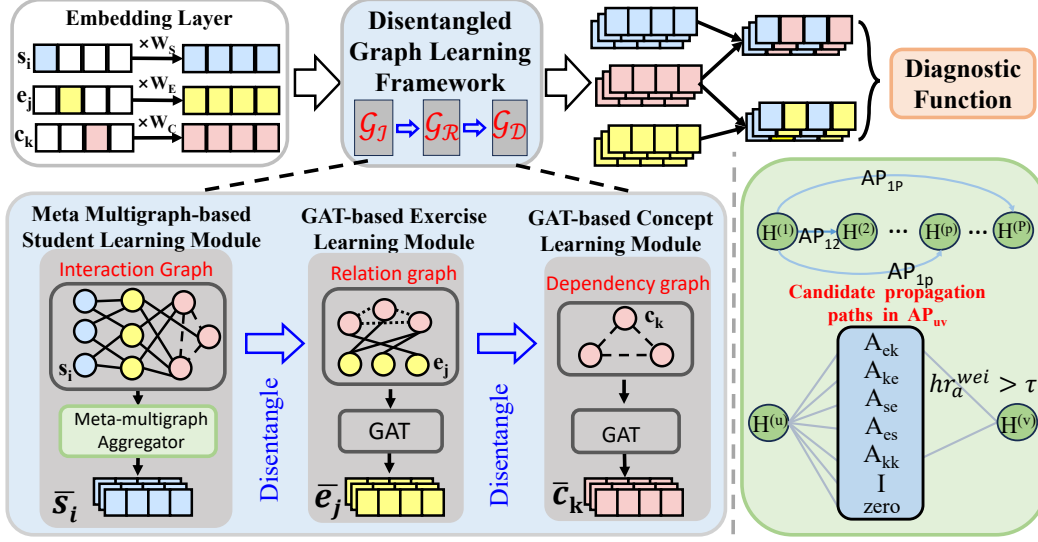 Embedding Layer
s_i
×W_S
e_j
×W_E
c_k
×W_C
Disentangled
Graph Learning
Framework
𝒢_ℐ
𝒢_ℛ
𝒢_𝒟
Diagnostic
Function
Meta Multigraph-based
Student Learning Module
Interaction Graph
s_i
Meta-multigraph
Aggregator
s̄_i
Disentangle
GAT-based Exercise
Learning Module
Relation graph
e_j
GAT
ē_j
Disentangle
GAT-based Concept
Learning Module
Dependency graph
c_k
GAT
c̄_k
AP_1P
H^(1)
AP_12
H^(2)
...
H^(p)
...
H^(P)
AP_1p
Candidate propagation
paths in AP_uv
A_ek
A_ke
A_se
A_es
A_kk
I
zero
H^(u)
hr_a^wei > τ
H^(v)